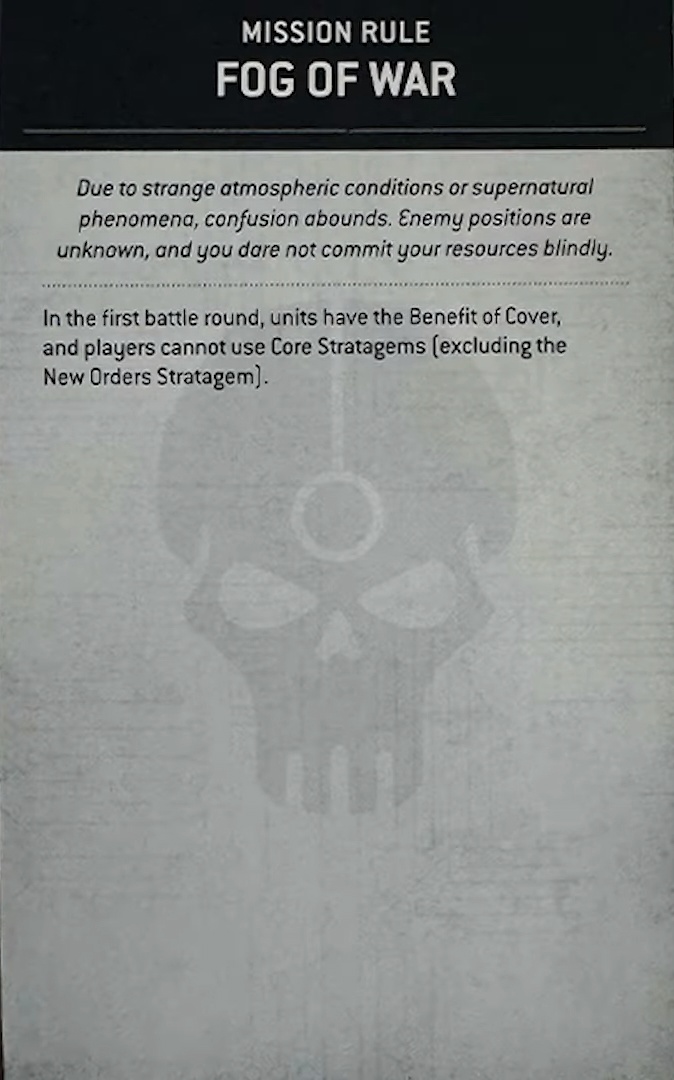 MISSION RULE
FOG OF WAR
Due to strange atmospheric conditions or supernatural
phenomena, confusion abounds. Enemy positions are
unknown, and you dare not commit your resources blindly.
In the first battle round, units have the Benefit of Cover,
and players cannot use Core Stratagems (excluding the
New Orders Stratagem).